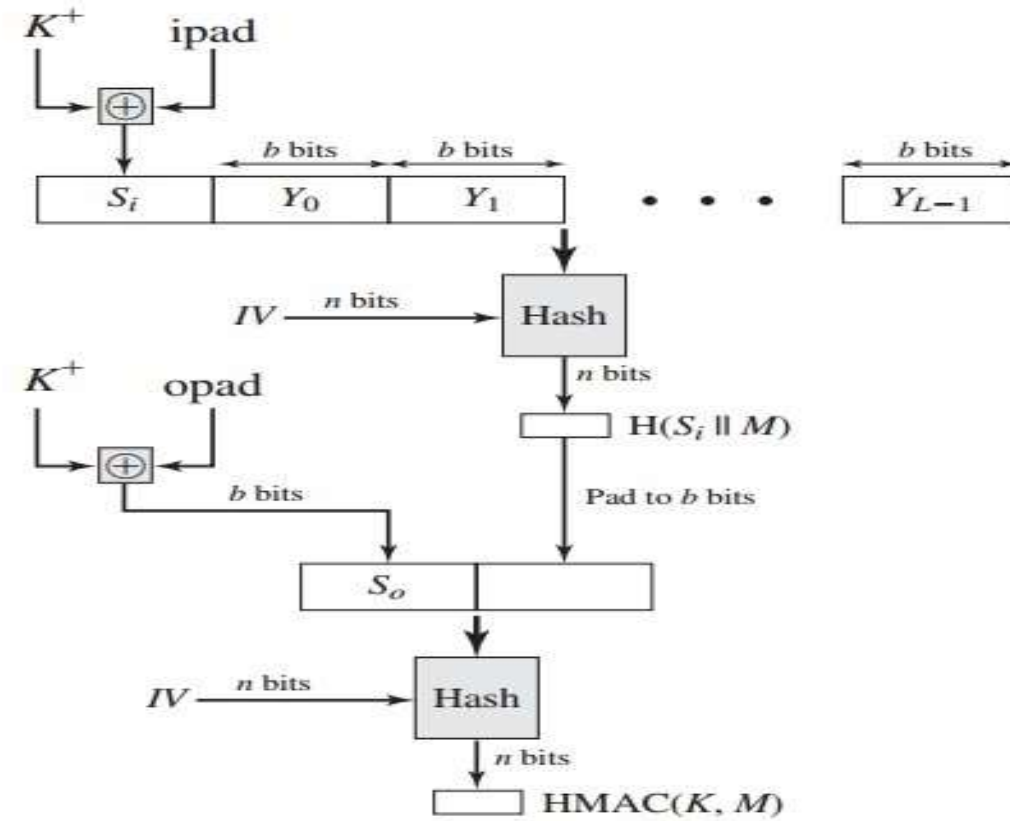 K⁺ ipad
b bits b bits b bits
Sᵢ Y₀ Y₁ • • • Y_{L−1}
IV n bits Hash
n bits
K⁺ opad
H(Sᵢ || M)
b bits
Pad to b bits
Sₒ
IV n bits Hash
n bits
HMAC(K, M)